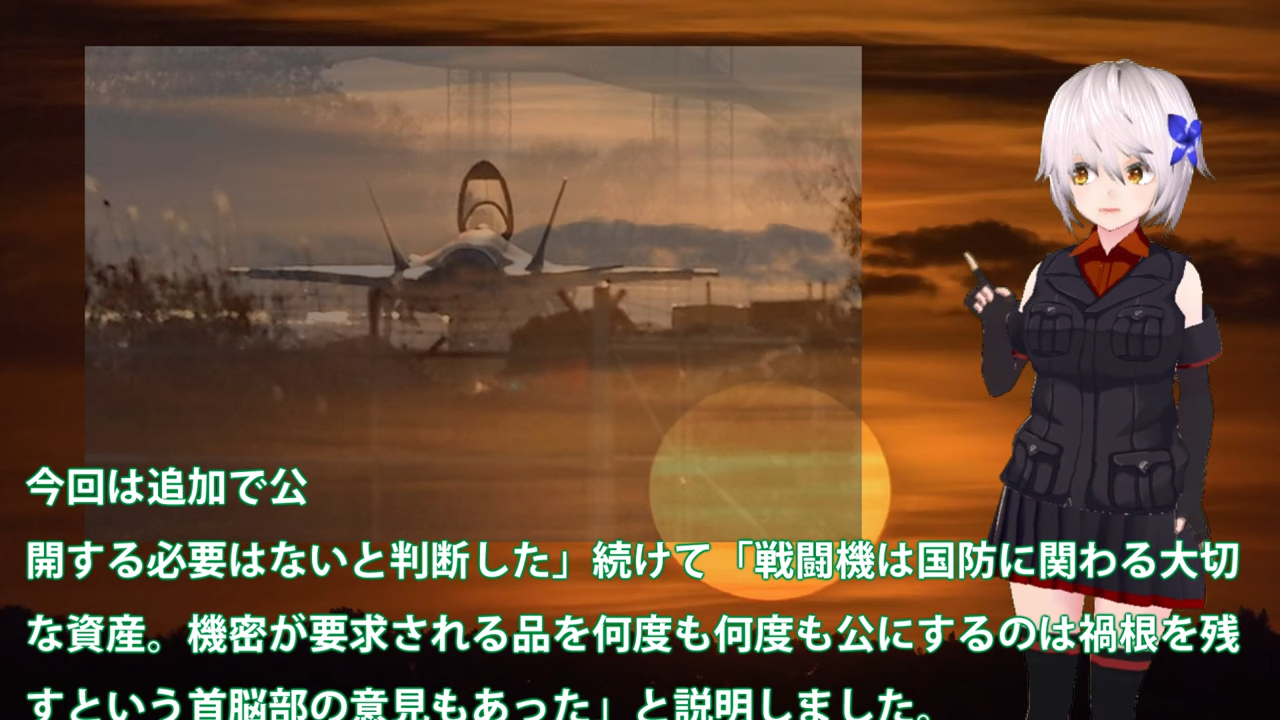 今回は追加で公
開する必要はないと判断した」続けて「戦闘機は国防に関わる大切
な資産。機密が要求される品を何度も何度も公にするのは禍根を残
すという首脳部の意見もあった」と説明しました。